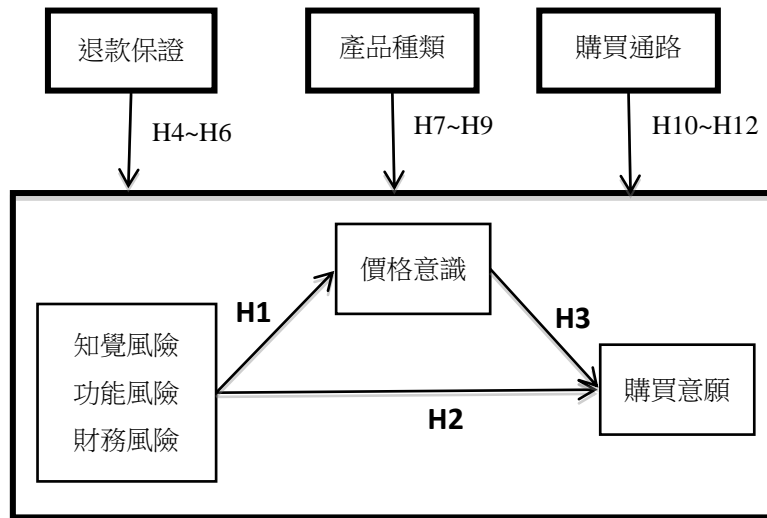 退款保證
產品種類
購買通路
H4~H6
H7~H9
H10~H12
價格意識
H1
H3
知覺風險
功能風險
財務風險
購買意願
H2